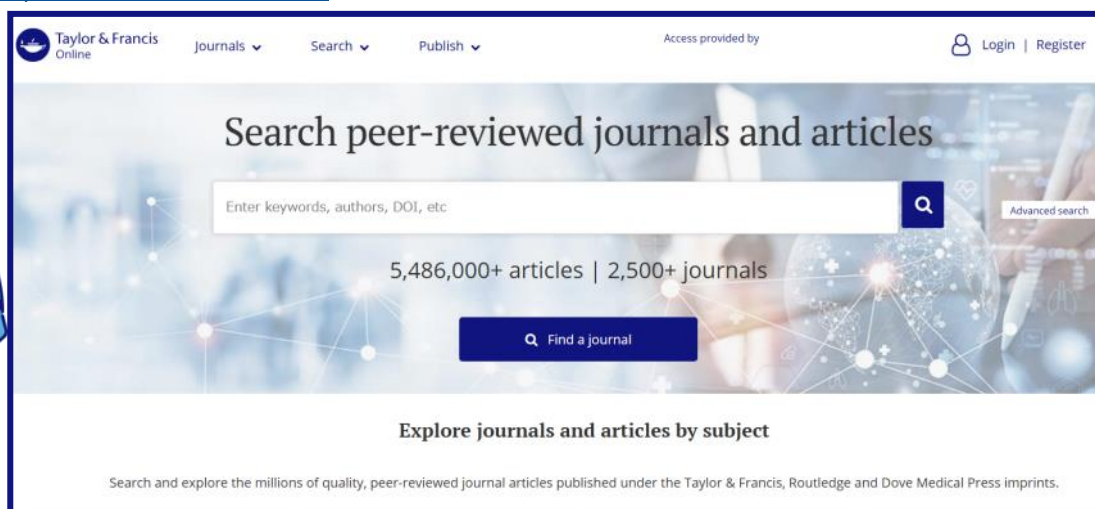 Taylor & Francis
Online
Journals
Search
Publish
Access provided by
Login | Register
Search peer-reviewed journals and articles
Enter keywords, authors, DOI, etc
Advanced search
5,486,000+ articles | 2,500+ journals
Find a journal
Explore journals and articles by subject
Search and explore the millions of quality, peer-reviewed journal articles published under the Taylor & Francis, Routledge and Dove Medical Press imprints.